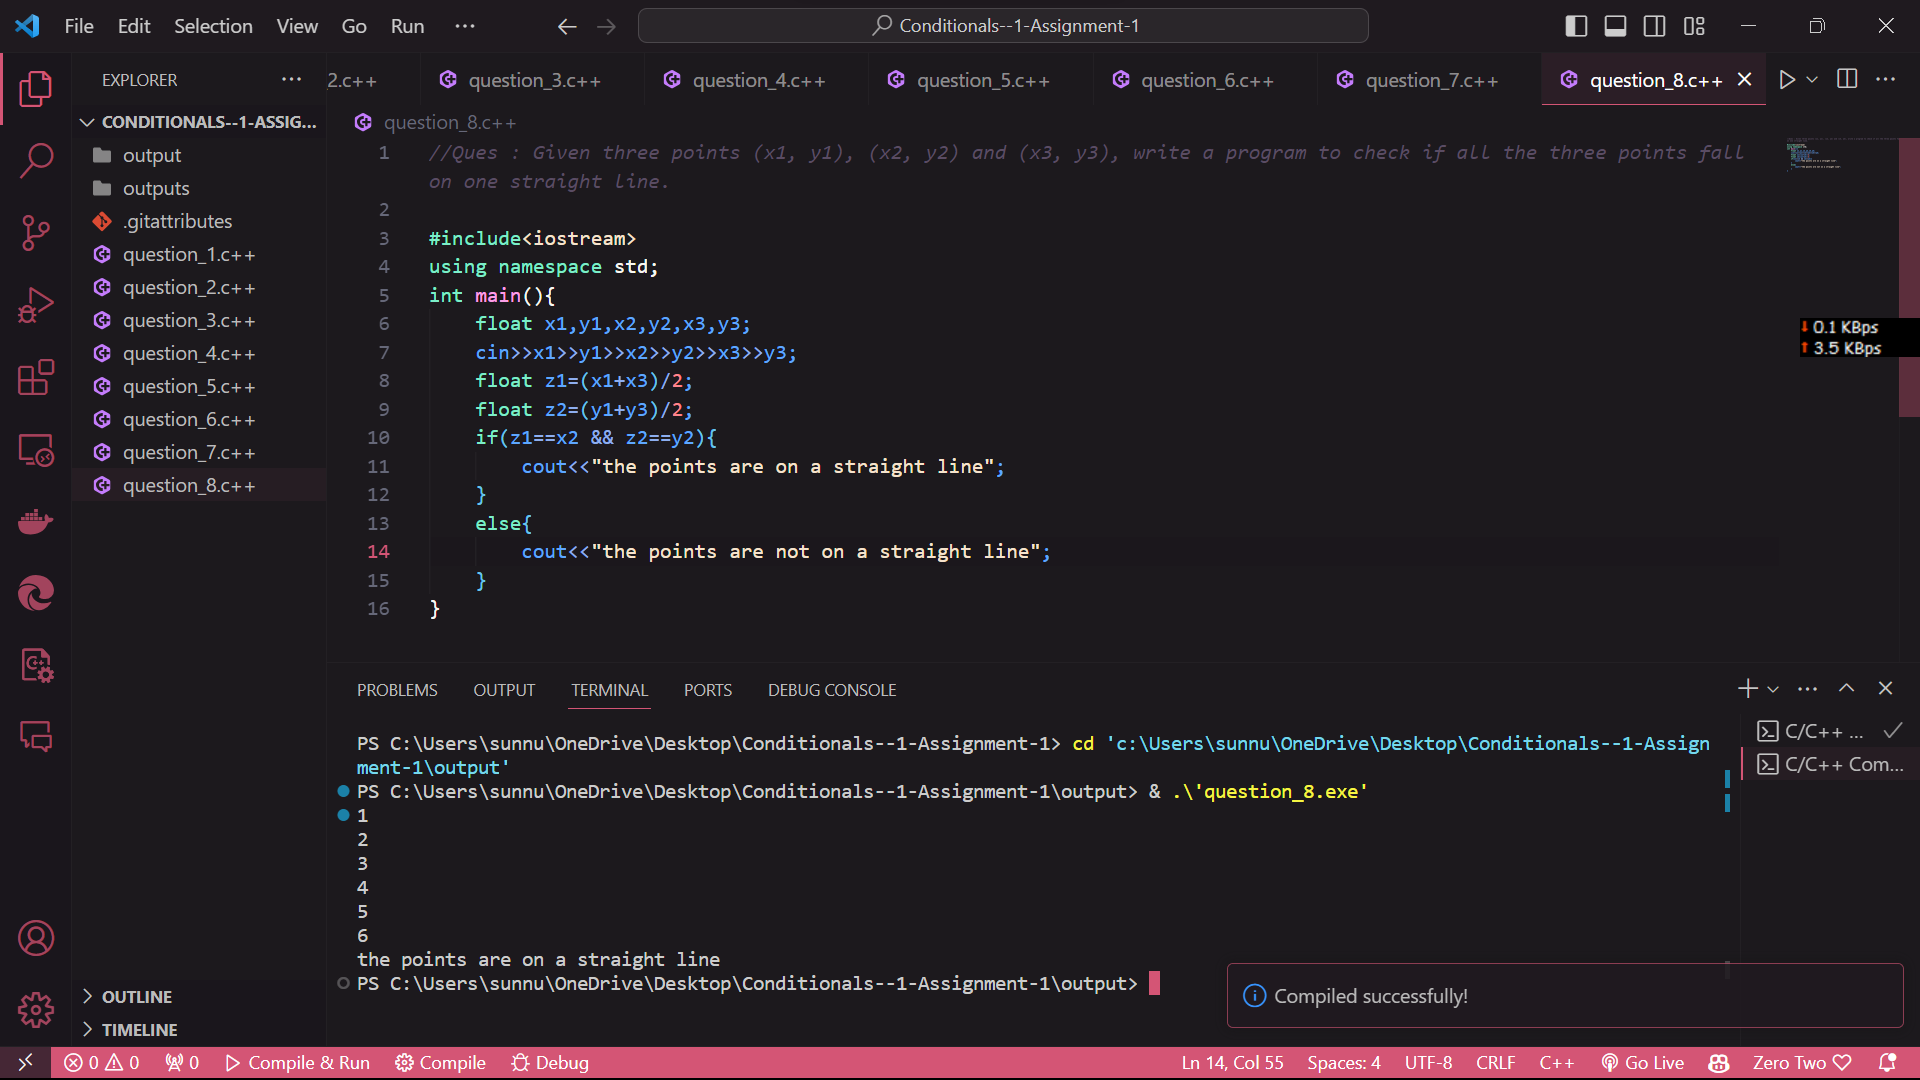 File Edit Selection View Go Run ··· Conditionals--1-Assignment-1
EXPLORER ··· 2.c++ question_3.c++ question_4.c++ question_5.c++ question_6.c++ question_7.c++ question_8.c++
CONDITIONALS--1-ASSIG...
output
outputs
.gitattributes
question_1.c++
question_2.c++
question_3.c++
question_4.c++
question_5.c++
question_6.c++
question_7.c++
question_8.c++
OUTLINE
TIMELINE
question_8.c++
1 //Ques : Given three points (x1, y1), (x2, y2) and (x3, y3), write a program to check if all the three points fall
on one straight line.
2
3 #include<iostream>
4 using namespace std;
5 int main(){
6 float x1,y1,x2,y2,x3,y3;
7 cin>>x1>>y1>>x2>>y2>>x3>>y3;
8 float z1=(x1+x3)/2;
9 float z2=(y1+y3)/2;
10 if(z1==x2 && z2==y2){
11 cout<<"the points are on a straight line";
12 }
13 else{
14 cout<<"the points are not on a straight line";
15 }
16 }
0.1 KBps
3.5 KBps
PROBLEMS OUTPUT TERMINAL PORTS DEBUG CONSOLE
PS C:\Users\sunnu\OneDrive\Desktop\Conditionals--1-Assignment-1> cd 'c:\Users\sunnu\OneDrive\Desktop\Conditionals--1-Assign
ment-1\output'
PS C:\Users\sunnu\OneDrive\Desktop\Conditionals--1-Assignment-1\output> & .\'question_8.exe'
1
2
3
4
5
6
the points are on a straight line
PS C:\Users\sunnu\OneDrive\Desktop\Conditionals--1-Assignment-1\output>
C/C++ ...
C/C++ Com...
Compiled successfully!
0 0 0 Compile & Run Compile Debug Ln 14, Col 55 Spaces: 4 UTF-8 CRLF C++ Go Live Zero Two